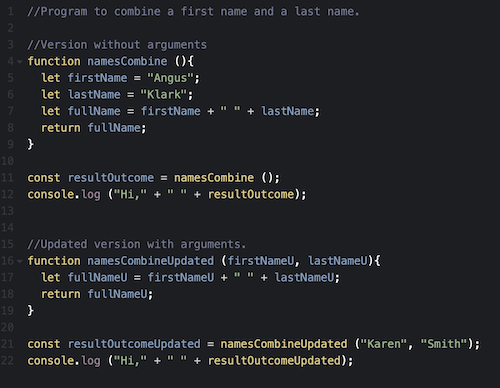 1 //Program to combine a first name and a last name.
2
3 //Version without arguments
4 function namesCombine (){
5   let firstName = "Angus";
6   let lastName = "Klark";
7   let fullName = firstName + " " + lastName;
8   return fullName;
9 }
10
11 const resultOutcome = namesCombine ();
12 console.log ("Hi," + " " + resultOutcome);
13
14
15 //Updated version with arguments.
16 function namesCombineUpdated (firstNameU, lastNameU){
17   let fullNameU = firstNameU + " " + lastNameU;
18   return fullNameU;
19 }
20
21 const resultOutcomeUpdated = namesCombineUpdated ("Karen", "Smith");
22 console.log ("Hi," + " " + resultOutcomeUpdated);